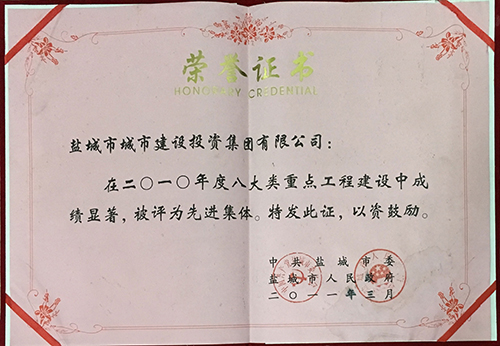 荣誉证书
HONORARY CREDENTIAL
盐城市城市建设投资集团有限公司：
在二〇一〇年度八大类重点工程建设中成
绩显著，被评为先进集体。特发此证，以资鼓励。
中共盐城市委
盐城市人民政府
二〇一一年三月